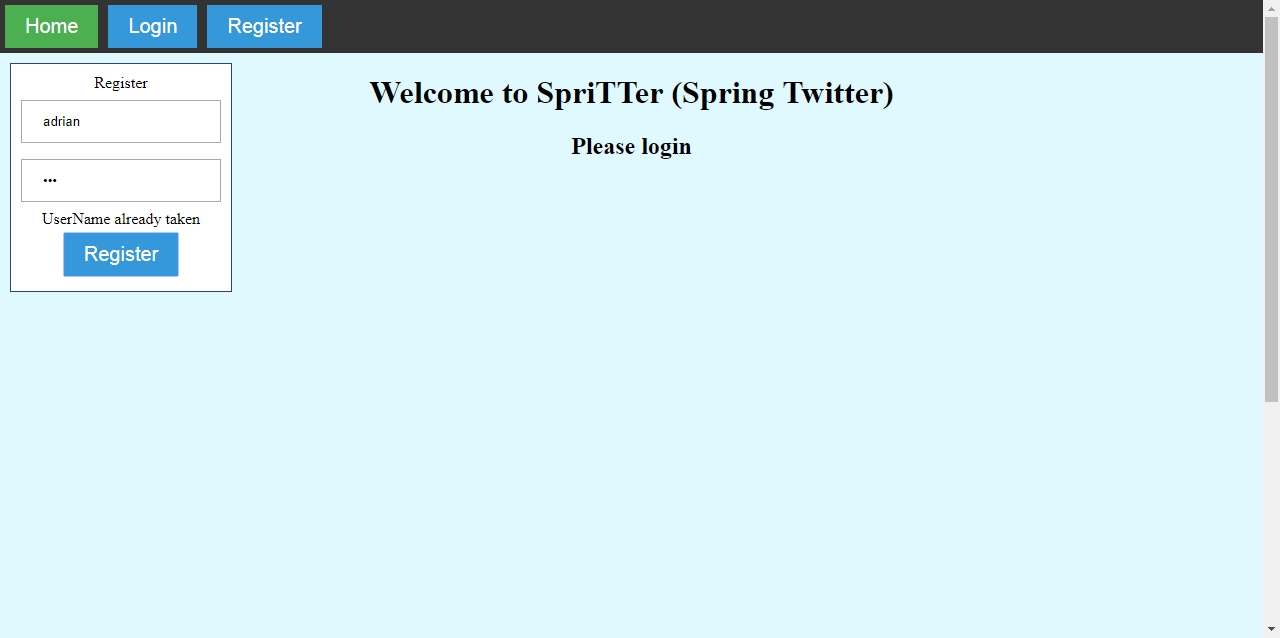 Home Login Register
Register
adrian
•••
UserName already taken
Register
Welcome to SpriTTer (Spring Twitter)
Please login